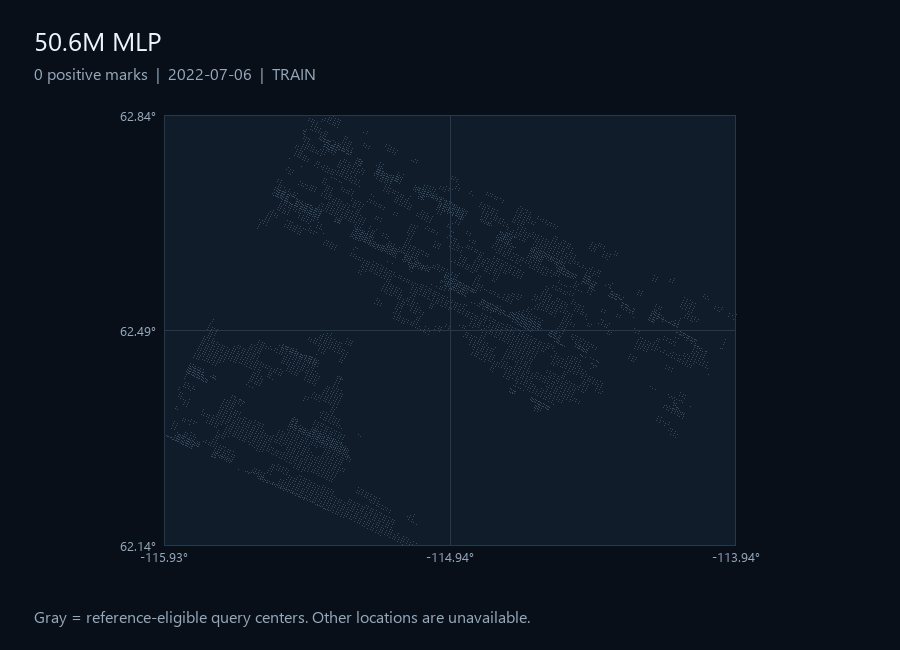 50.6M MLP
0 positive marks | 2022-07-06 | TRAIN
62.84°
62.49°
62.14°
-115.93°
-114.94°
-113.94°
Gray = reference-eligible query centers. Other locations are unavailable.